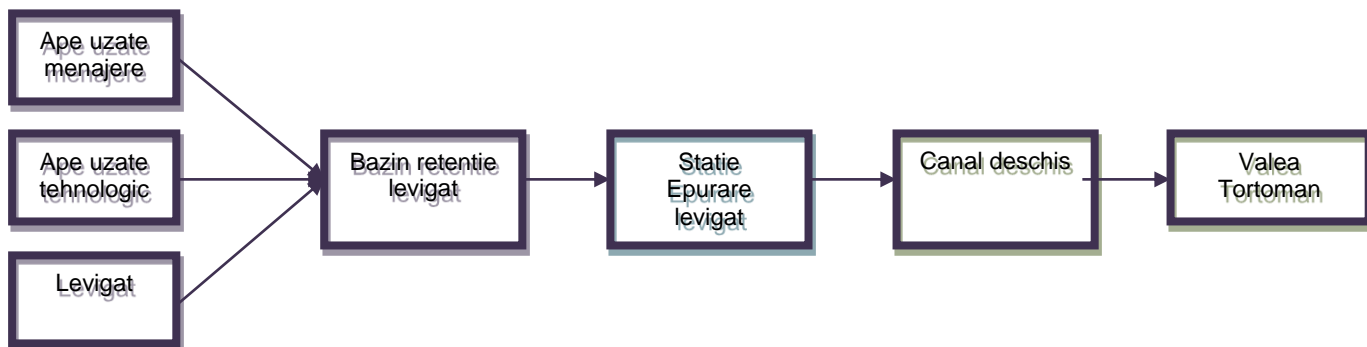 Ape uzate
menajere
Ape uzate
tehnologic
Levigat
Bazin retentie
levigat
Statie
Epurare
levigat
Canal deschis
Valea
Tortoman